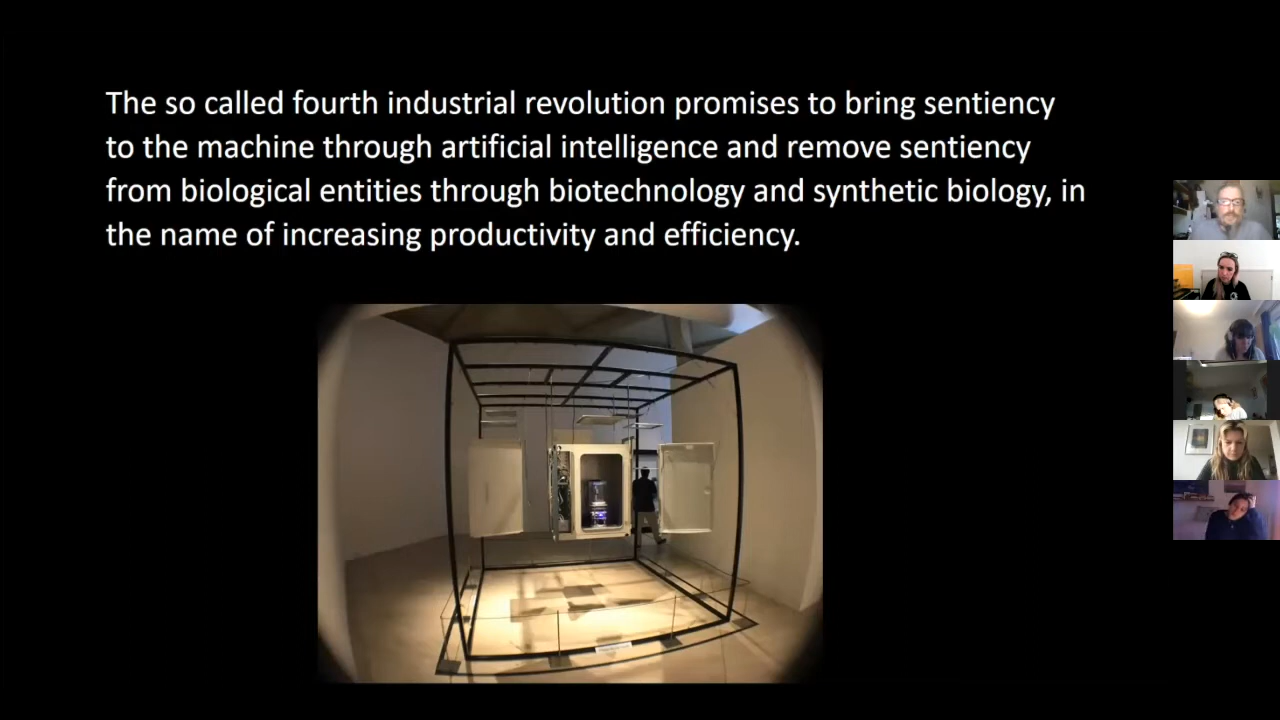 The so called fourth industrial revolution promises to bring sentiency
to the machine through artificial intelligence and remove sentiency
from biological entities through biotechnology and synthetic biology, in
the name of increasing productivity and efficiency.